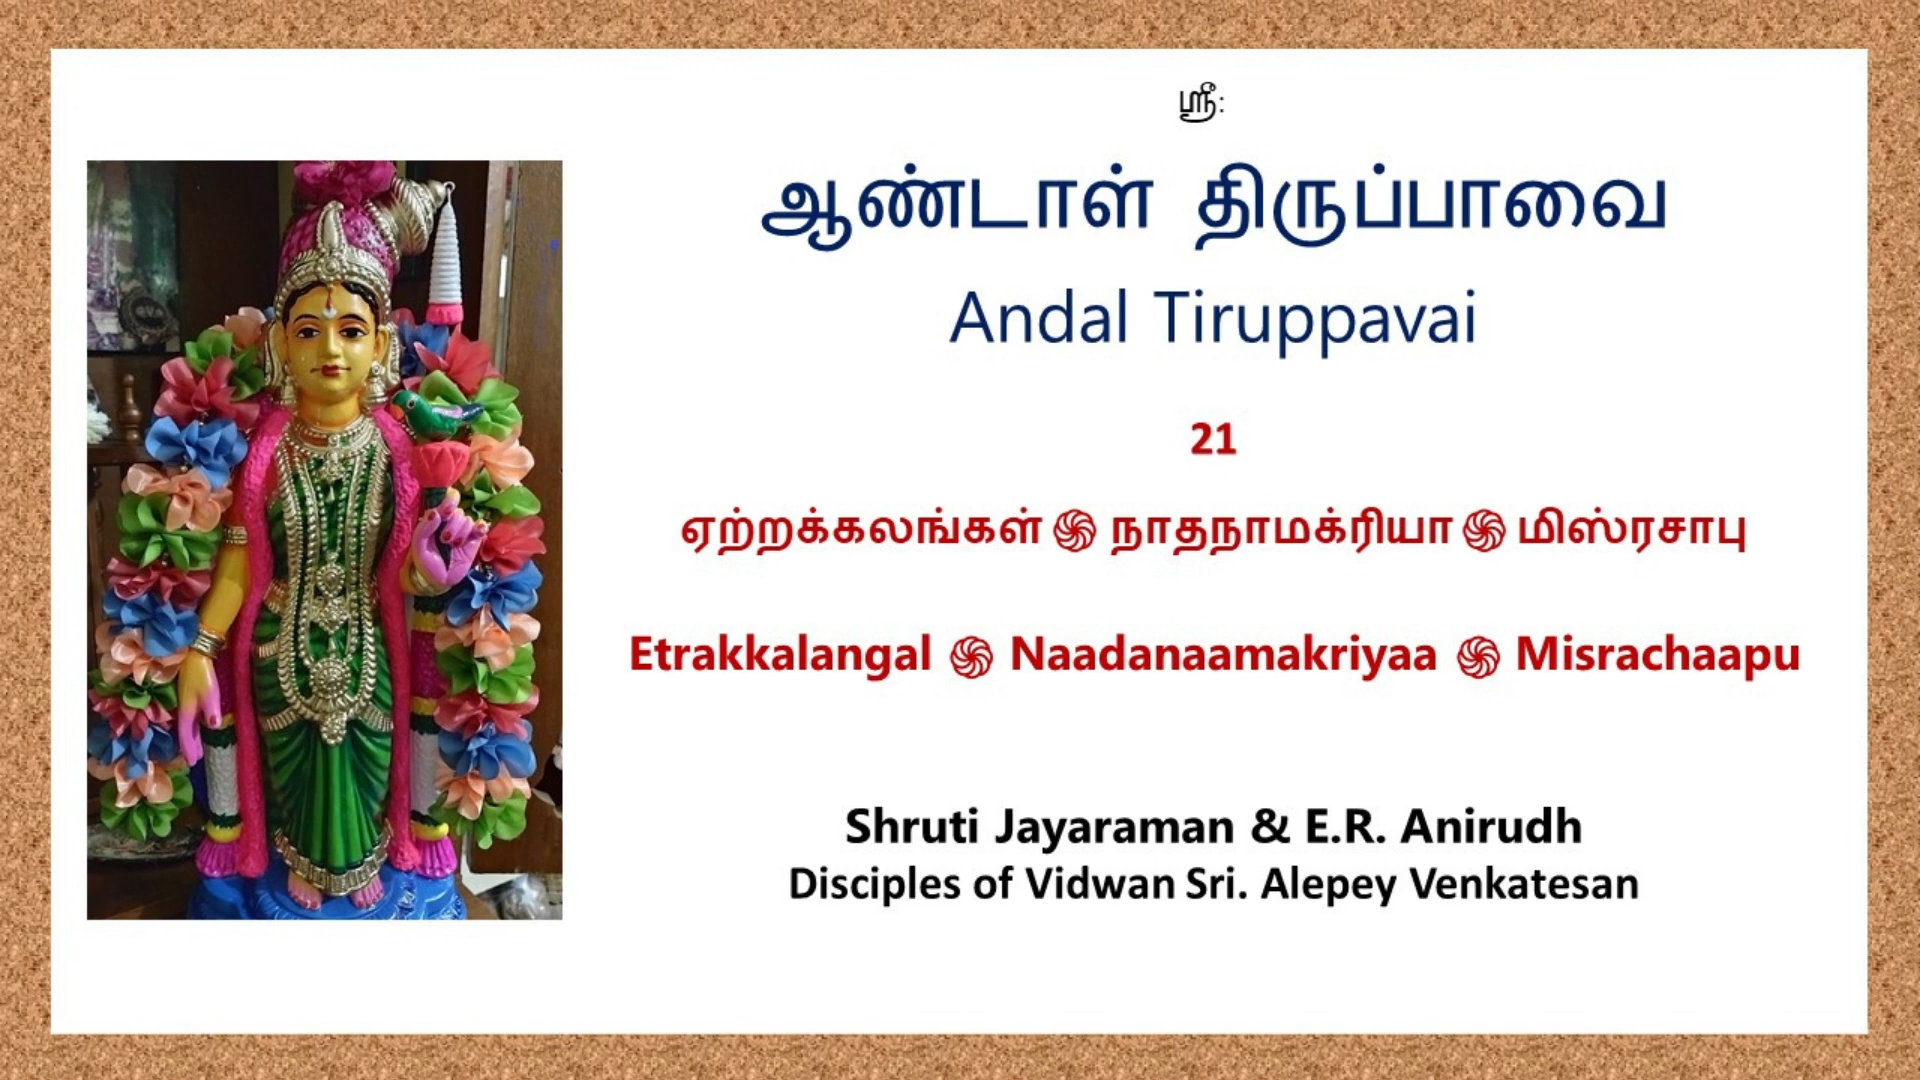 ஸ்ரீ:
ஆண்டாள் திருப்பாவை
Andal Tiruppavai
21
ஏற்றக்கலங்கள் ֍ நாதநாமக்ரியா ֍ மிஸ்ரசாபு
Etrakkalangal ֍ Naadanaamakriyaa ֍ Misrachaapu
Shruti Jayaraman & E.R. Anirudh
Disciples of Vidwan Sri. Alepey Venkatesan